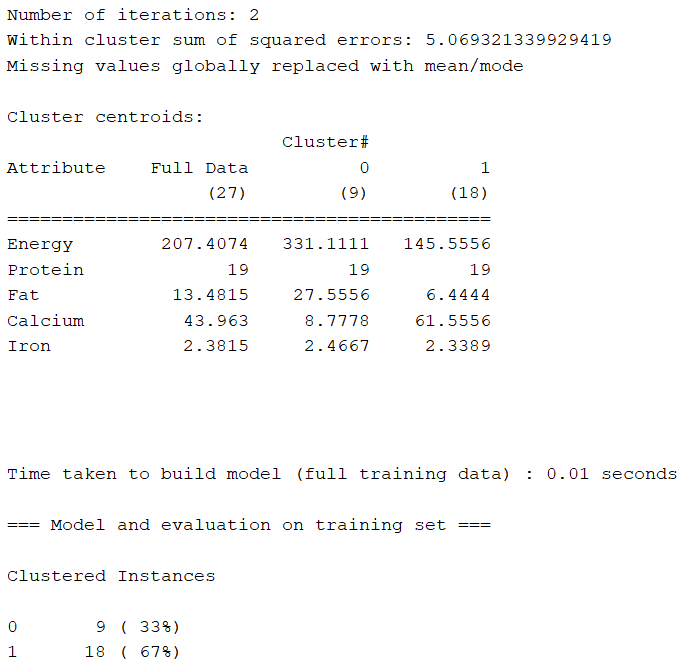 Number of iterations: 2
Within cluster sum of squared errors: 5.069321339929419
Missing values globally replaced with mean/mode
Cluster centroids:
Cluster#
Attribute Full Data 0 1
(27) (9) (18)
============================================
Energy 207.4074 331.1111 145.5556
Protein 19 19 19
Fat 13.4815 27.5556 6.4444
Calcium 43.963 8.7778 61.5556
Iron 2.3815 2.4667 2.3389
Time taken to build model (full training data) : 0.01 seconds
=== Model and evaluation on training set ===
Clustered Instances
0 9 ( 33%)
1 18 ( 67%)